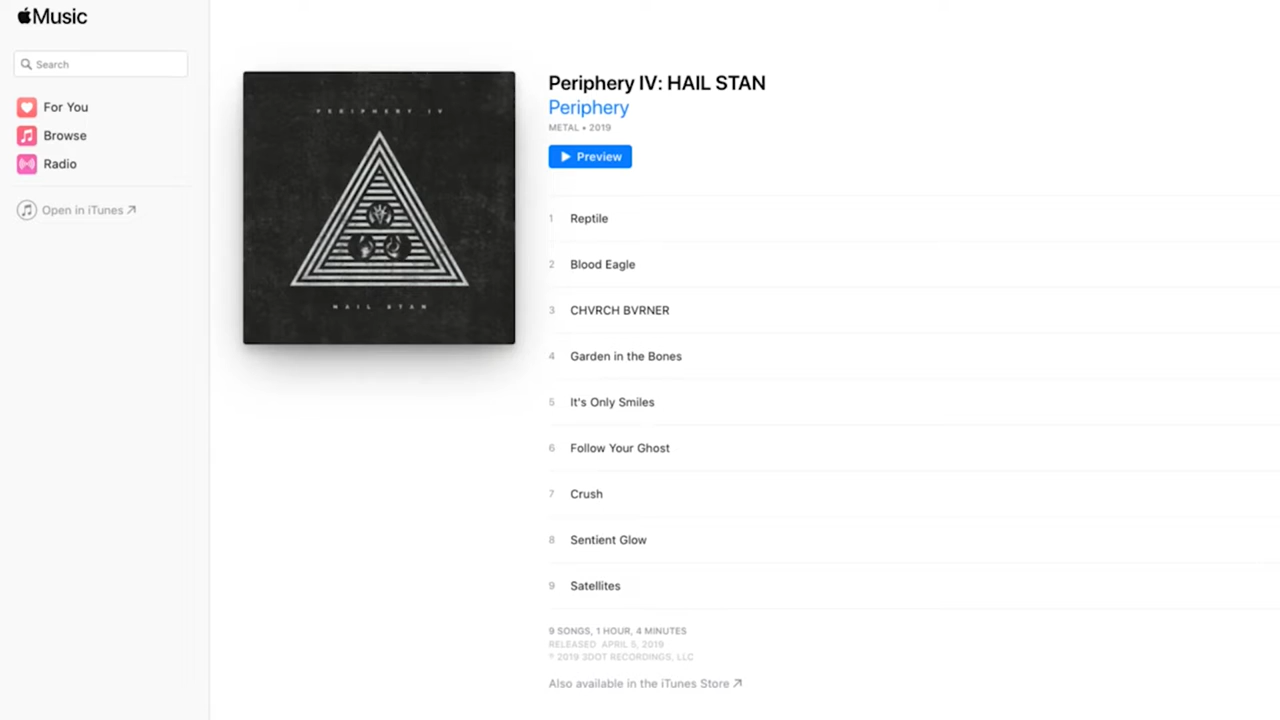 Music
Search
For You
Browse
Radio
Open in iTunes
PERIPHERY IV
HAIL STAN
Periphery IV: HAIL STAN
Periphery
METAL • 2019
Preview
1 Reptile
2 Blood Eagle
3 CHVRCH BVRNER
4 Garden in the Bones
5 It's Only Smiles
6 Follow Your Ghost
7 Crush
8 Sentient Glow
9 Satellites
9 SONGS, 1 HOUR, 4 MINUTES
RELEASED APRIL 5, 2019
℗ 2019 3DOT RECORDINGS, LLC
Also available in the iTunes Store